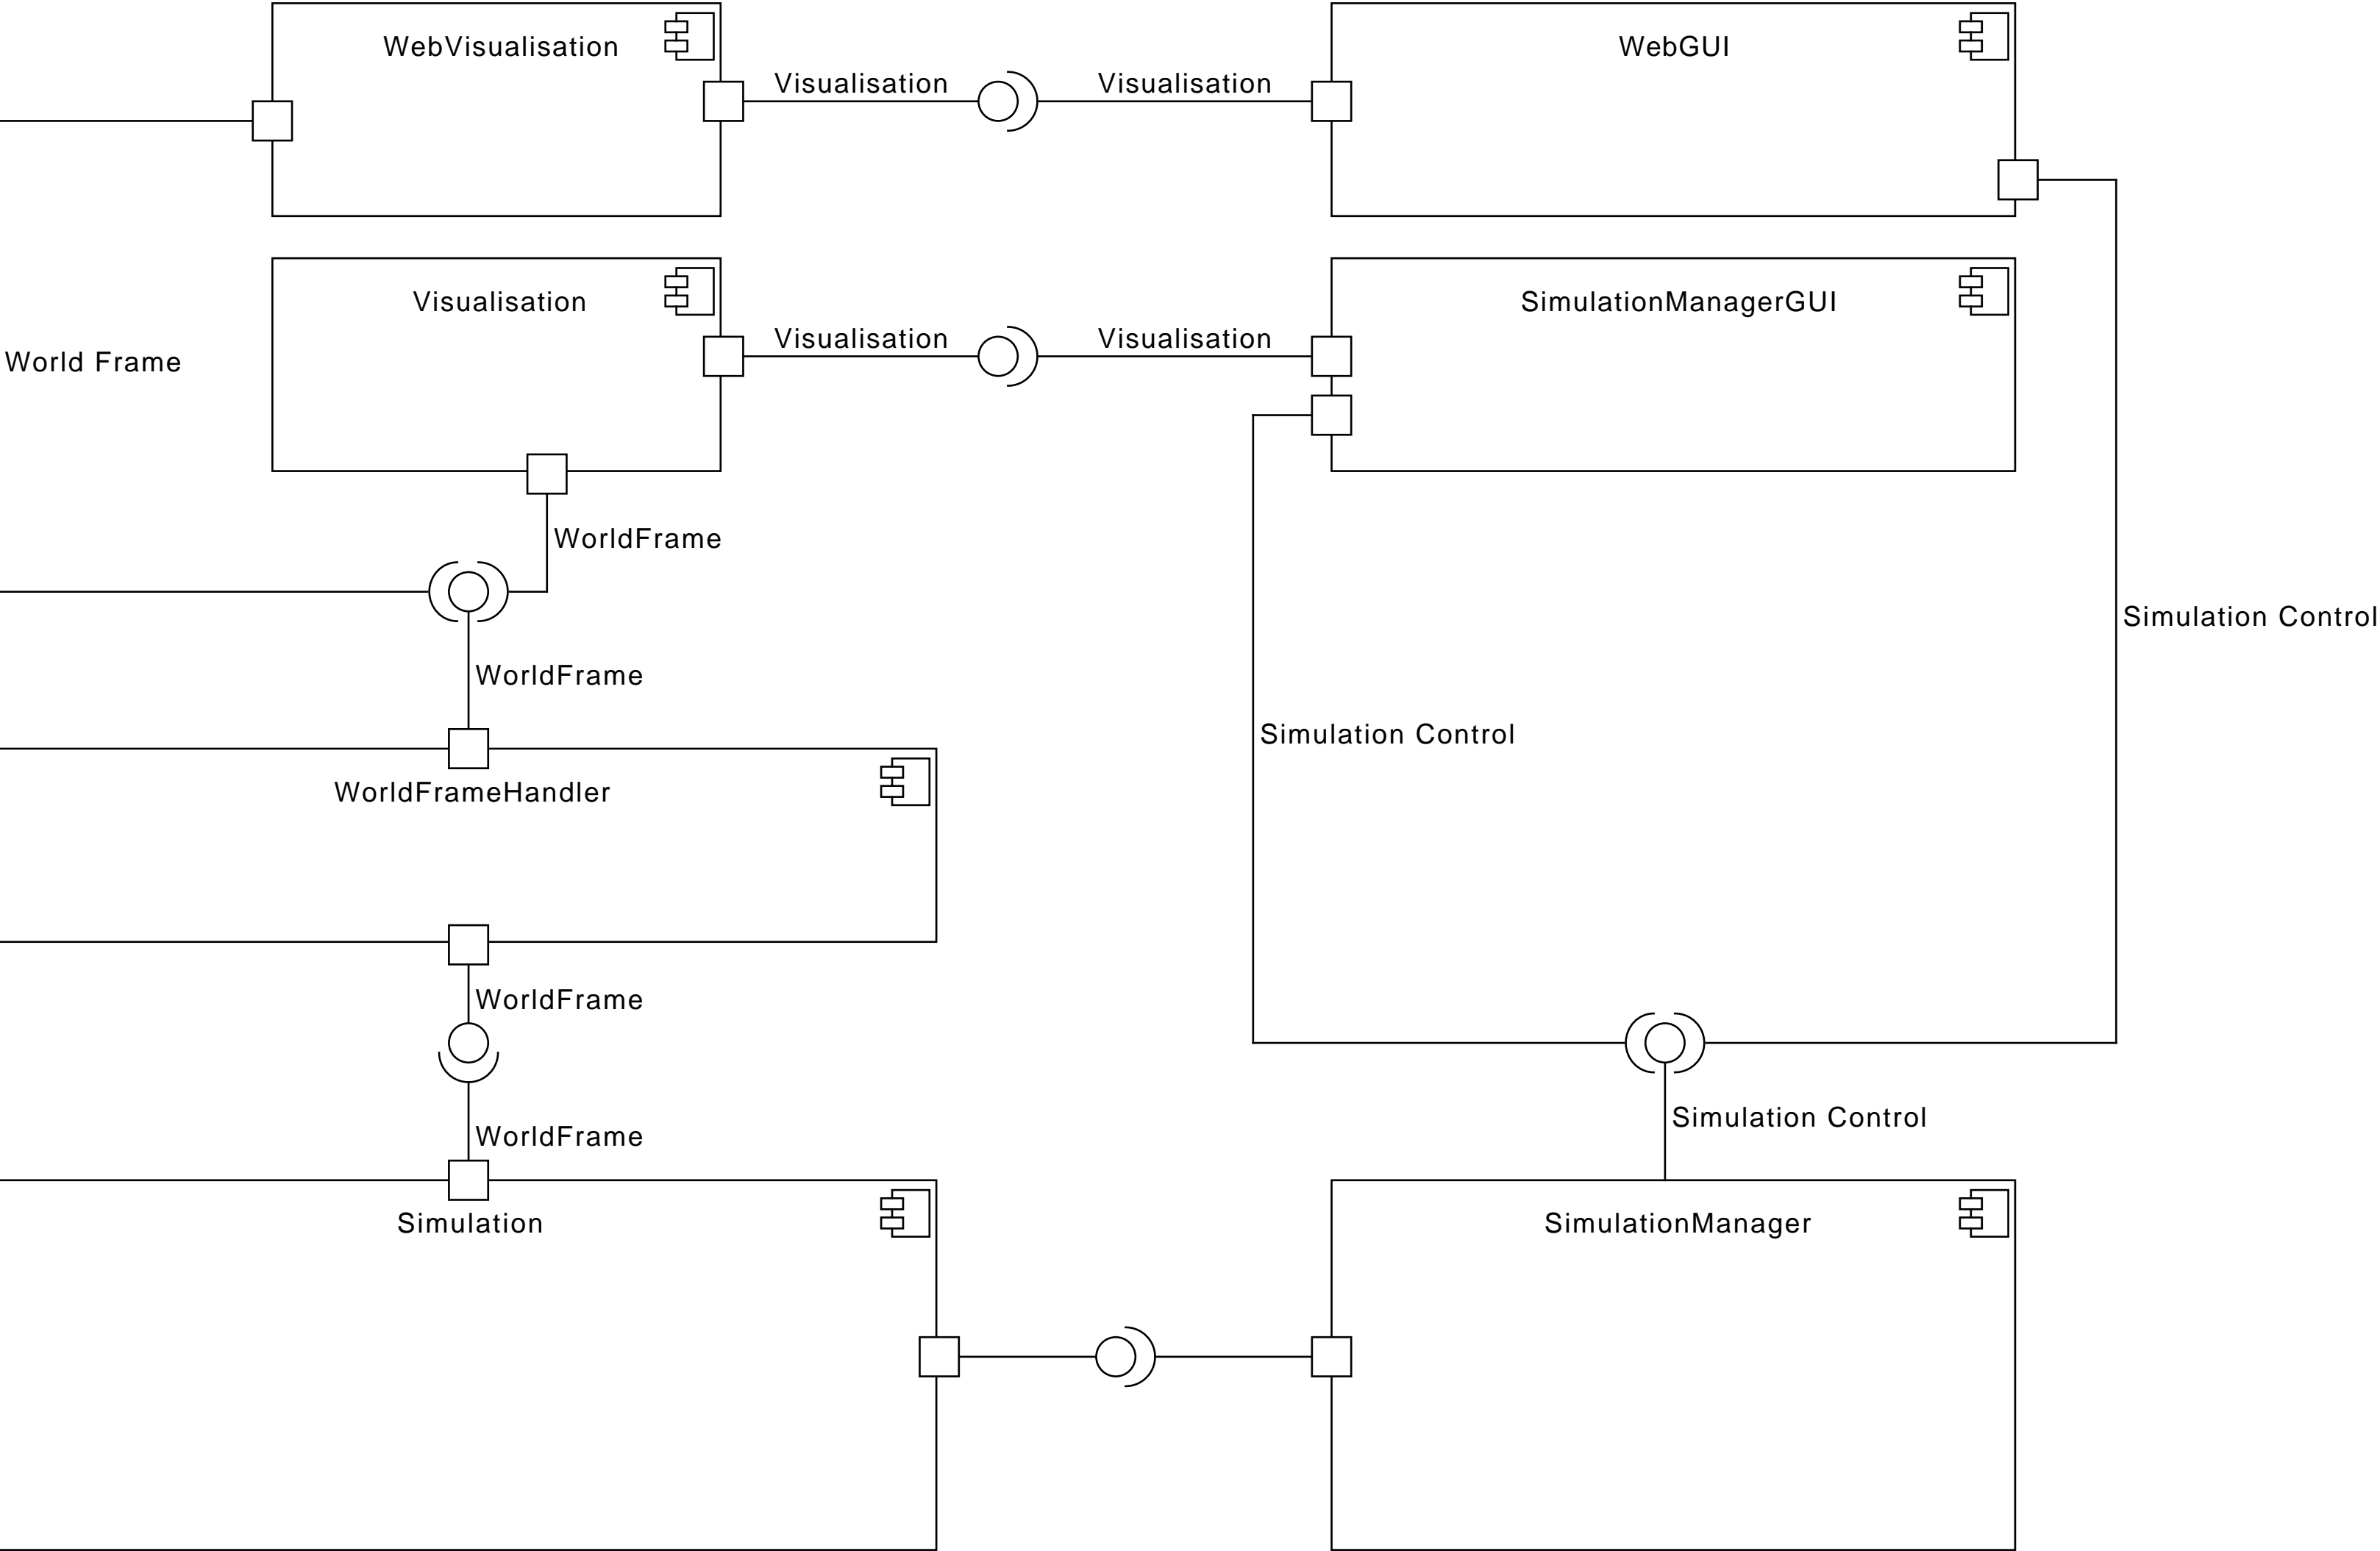 WebVisualisation
WebGUI
Visualisation
Visualisation
Visualisation
SimulationManagerGUI
Visualisation
Visualisation
World Frame
WorldFrame
Simulation Control
WorldFrame
Simulation Control
WorldFrameHandler
WorldFrame
Simulation Control
WorldFrame
Simulation
SimulationManager